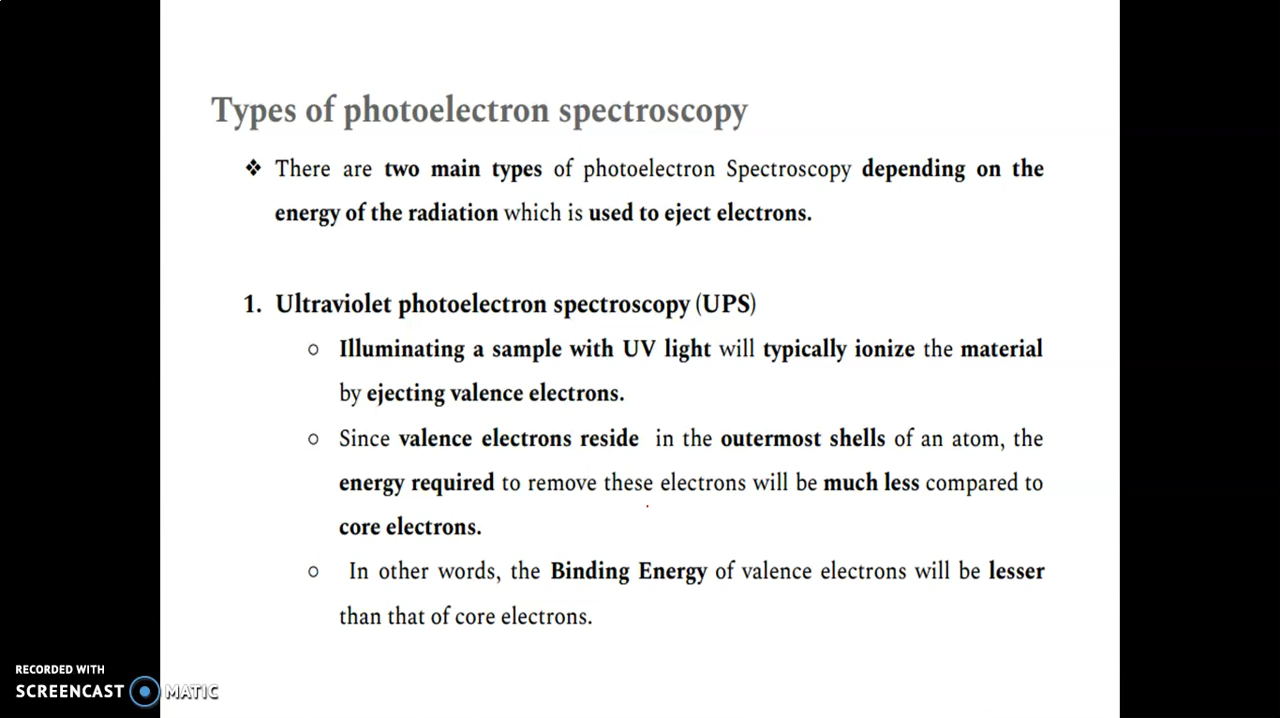 Types of photoelectron spectroscopy
❖ There are two main types of photoelectron Spectroscopy depending on the
energy of the radiation which is used to eject electrons.
1. Ultraviolet photoelectron spectroscopy (UPS)
○ Illuminating a sample with UV light will typically ionize the material
by ejecting valence electrons.
○ Since valence electrons reside in the outermost shells of an atom, the
energy required to remove these electrons will be much less compared to
core electrons.
○ In other words, the Binding Energy of valence electrons will be lesser
than that of core electrons.
RECORDED WITH
SCREENCAST MATIC